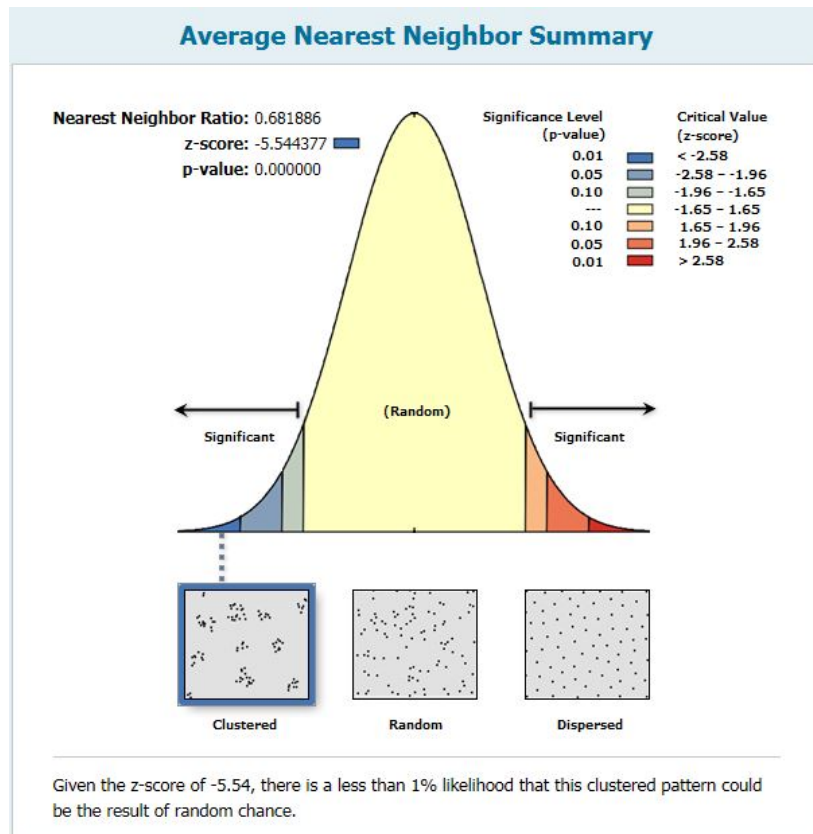 Average Nearest Neighbor Summary
Nearest Neighbor Ratio: 0.681886
z-score: -5.544377
p-value: 0.000000
Significance Level
(p-value)
Critical Value
(z-score)
0.01 < -2.58
0.05 -2.58 – -1.96
0.10 -1.96 – -1.65
--- -1.65 – 1.65
0.10 1.65 – 1.96
0.05 1.96 – 2.58
0.01 > 2.58
(Random)
Significant
Significant
Clustered
Random
Dispersed
Given the z-score of -5.54, there is a less than 1% likelihood that this clustered pattern could
be the result of random chance.